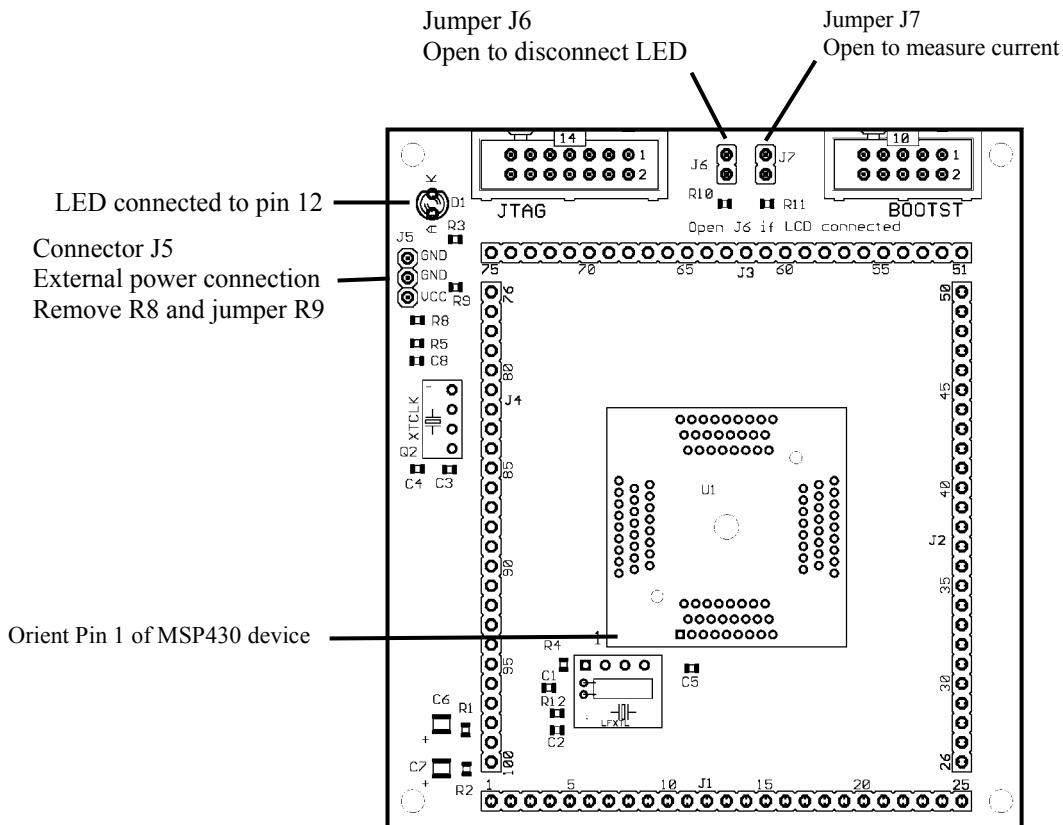 Jumper J6
Open to disconnect LED
Jumper J7
Open to measure current
LED connected to pin 12
Connector J5
External power connection
Remove R8 and jumper R9
Orient Pin 1 of MSP430 device
14
1
2
JTAG
J6
J7
R10
R11
10
1
2
BOOTST
Open J6 if LCD connected
K
D1
A
R3
J5
GND
GND
VCC
R9
R8
R5
C8
XTCLK
Q2
C4
C3
75
70
65
J3
60
55
51
76
80
J4
85
90
95
100
50
45
40
J2
35
30
26
U1
1
R4
C1
R12
C2
LFXTL
C5
C6
+
R1
C7
+
R2
1
5
10
J1
15
20
25